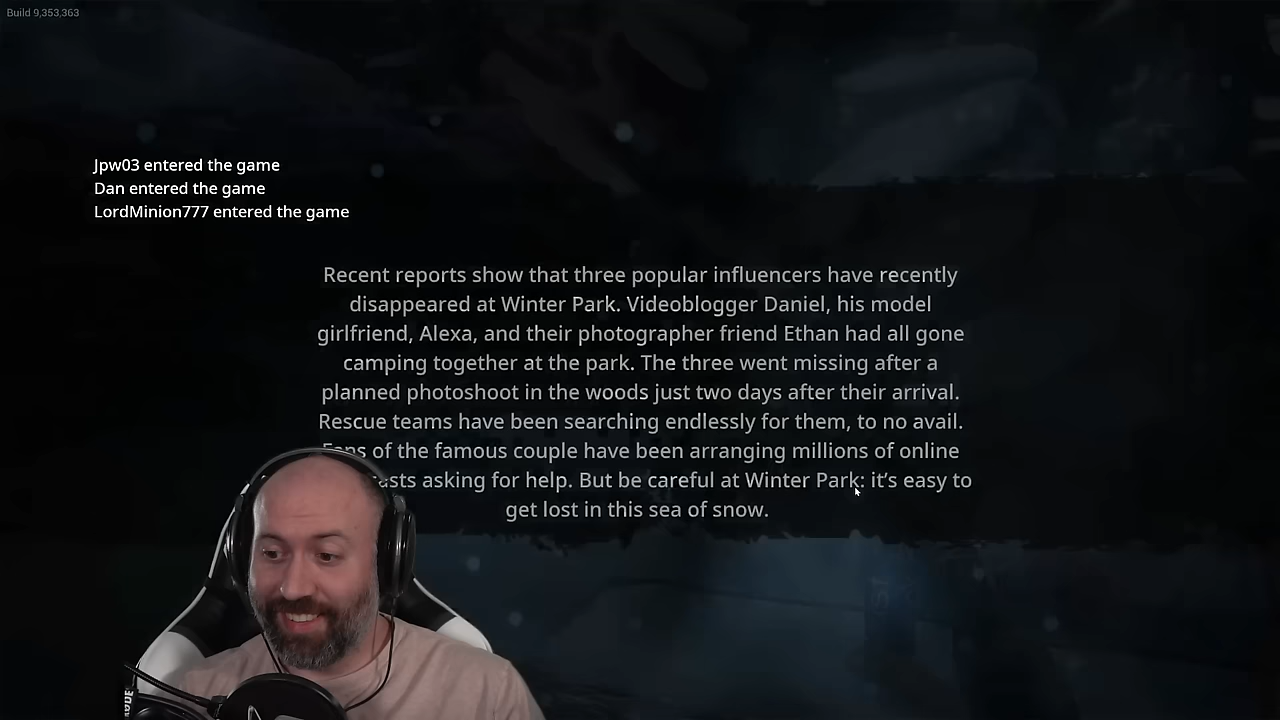 Build 9,353,363
Jpw03 entered the game
Dan entered the game
LordMinion777 entered the game
Recent reports show that three popular influencers have recently
disappeared at Winter Park. Videoblogger Daniel, his model
girlfriend, Alexa, and their photographer friend Ethan had all gone
camping together at the park. The three went missing after a
planned photoshoot in the woods just two days after their arrival.
Rescue teams have been searching endlessly for them, to no avail.
Fans of the famous couple have been arranging millions of online
asking for help. But be careful at Winter Park: it’s easy to
get lost in this sea of snow.